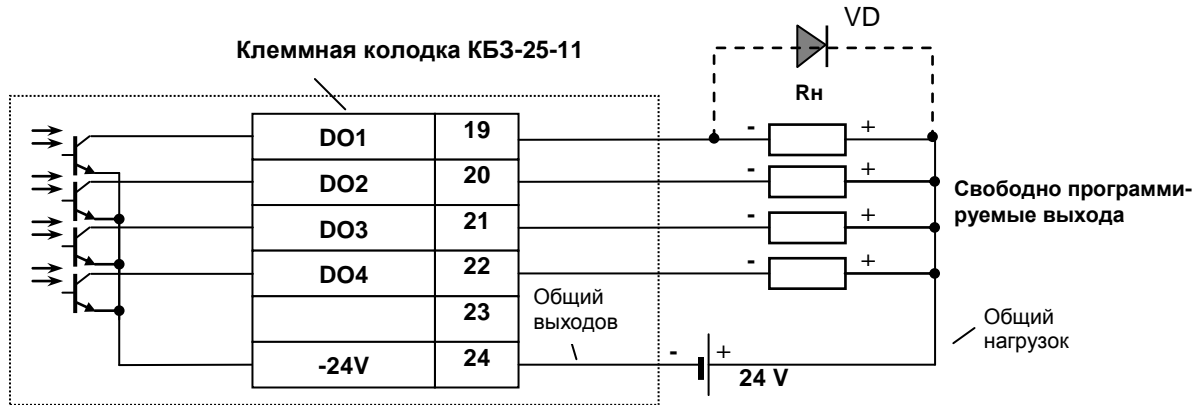 VD
Клеммная колодка КБЗ-25-11
Rн
DO1 19 - +
DO2 20 - +
DO3 21 - +
DO4 22 - +
23
-24V 24 - +
Свободно программи-
руемые выхода
Общий
выходов
Общий
нагрузок
24 V